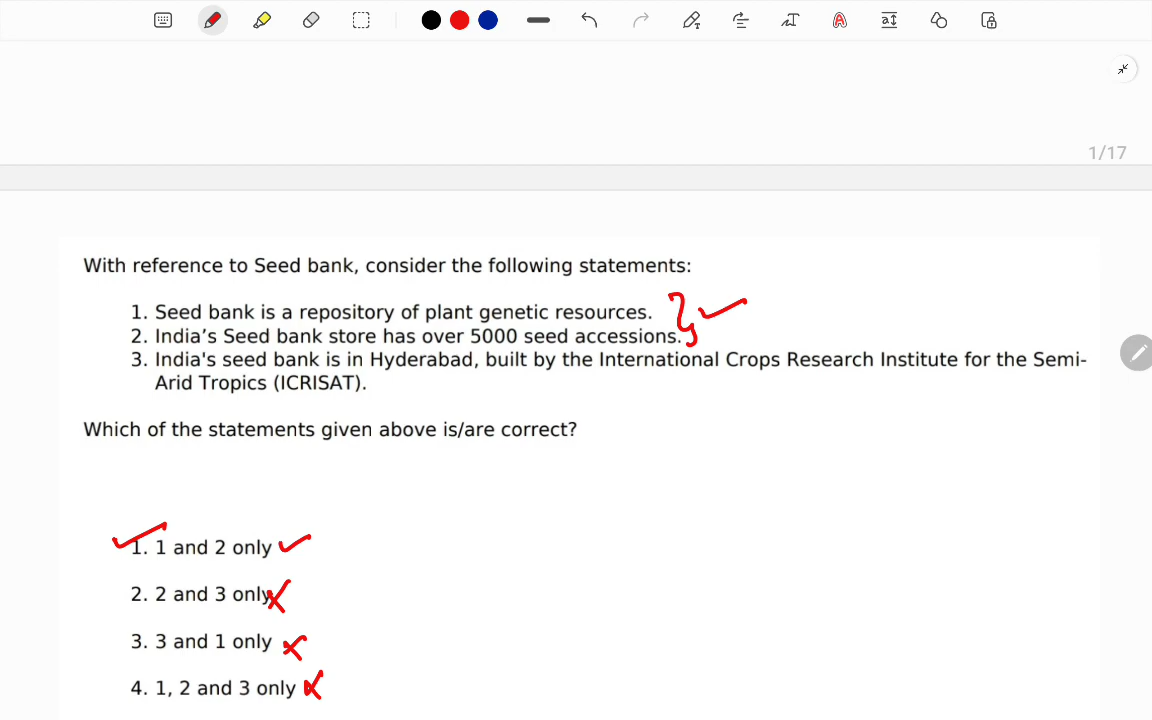 1/17
With reference to Seed bank, consider the following statements:
1. Seed bank is a repository of plant genetic resources.
2. India’s Seed bank store has over 5000 seed accessions.
3. India's seed bank is in Hyderabad, built by the International Crops Research Institute for the Semi-
Arid Tropics (ICRISAT).
Which of the statements given above is/are correct?
1. 1 and 2 only
2. 2 and 3 only
3. 3 and 1 only
4. 1, 2 and 3 only